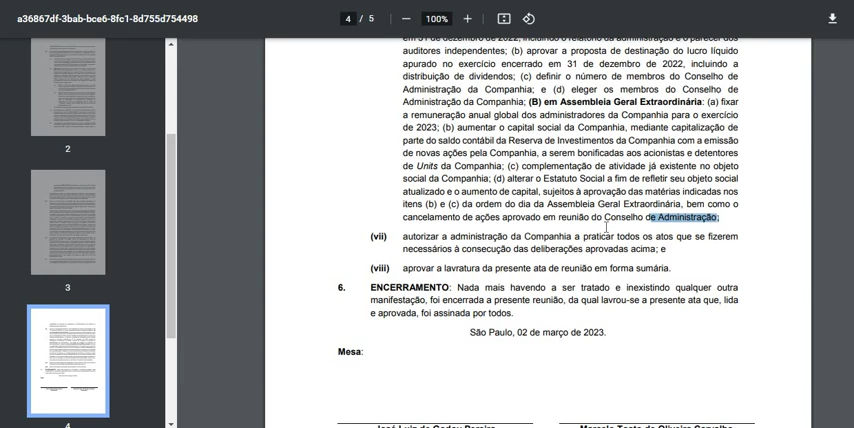 a36867df-3bab-bce6-8fc1-8d755d754498
4 / 5
100%
em 31 de dezembro de 2022, incluindo o relatório da administração e o parecer dos
auditores independentes; (b) aprovar a proposta de destinação do lucro líquido
apurado no exercício encerrado em 31 de dezembro de 2022, incluindo a
distribuição de dividendos; (c) definir o número de membros do Conselho de
Administração da Companhia; e (d) eleger os membros do Conselho de
Administração da Companhia; (B) em Assembleia Geral Extraordinária: (a) fixar
a remuneração anual global dos administradores da Companhia para o exercício
de 2023; (b) aumentar o capital social da Companhia, mediante capitalização de
parte do saldo contábil da Reserva de Investimentos da Companhia com a emissão
de novas ações pela Companhia, a serem bonificadas aos acionistas e detentores
de Units da Companhia; (c) complementação de atividade já existente no objeto
social da Companhia; (d) alterar o Estatuto Social a fim de refletir seu objeto social
atualizado e o aumento de capital, sujeitos à aprovação das matérias indicadas nos
itens (b) e (c) da ordem do dia da Assembleia Geral Extraordinária, bem como o
cancelamento de ações aprovado em reunião do Conselho de Administração;
(vii) autorizar a administração da Companhia a praticar todos os atos que se fizerem
necessários à consecução das deliberações aprovadas acima; e
(viii) aprovar a lavratura da presente ata de reunião em forma sumária.
6. ENCERRAMENTO: Nada mais havendo a ser tratado e inexistindo qualquer outra
manifestação, foi encerrada a presente reunião, da qual lavrou-se a presente ata que, lida
e aprovada, foi assinada por todos.
São Paulo, 02 de março de 2023.
Mesa:
José Luiz de Godoy Pereira Marcelo Tosto de Oliveira Carvalho
2
3
4